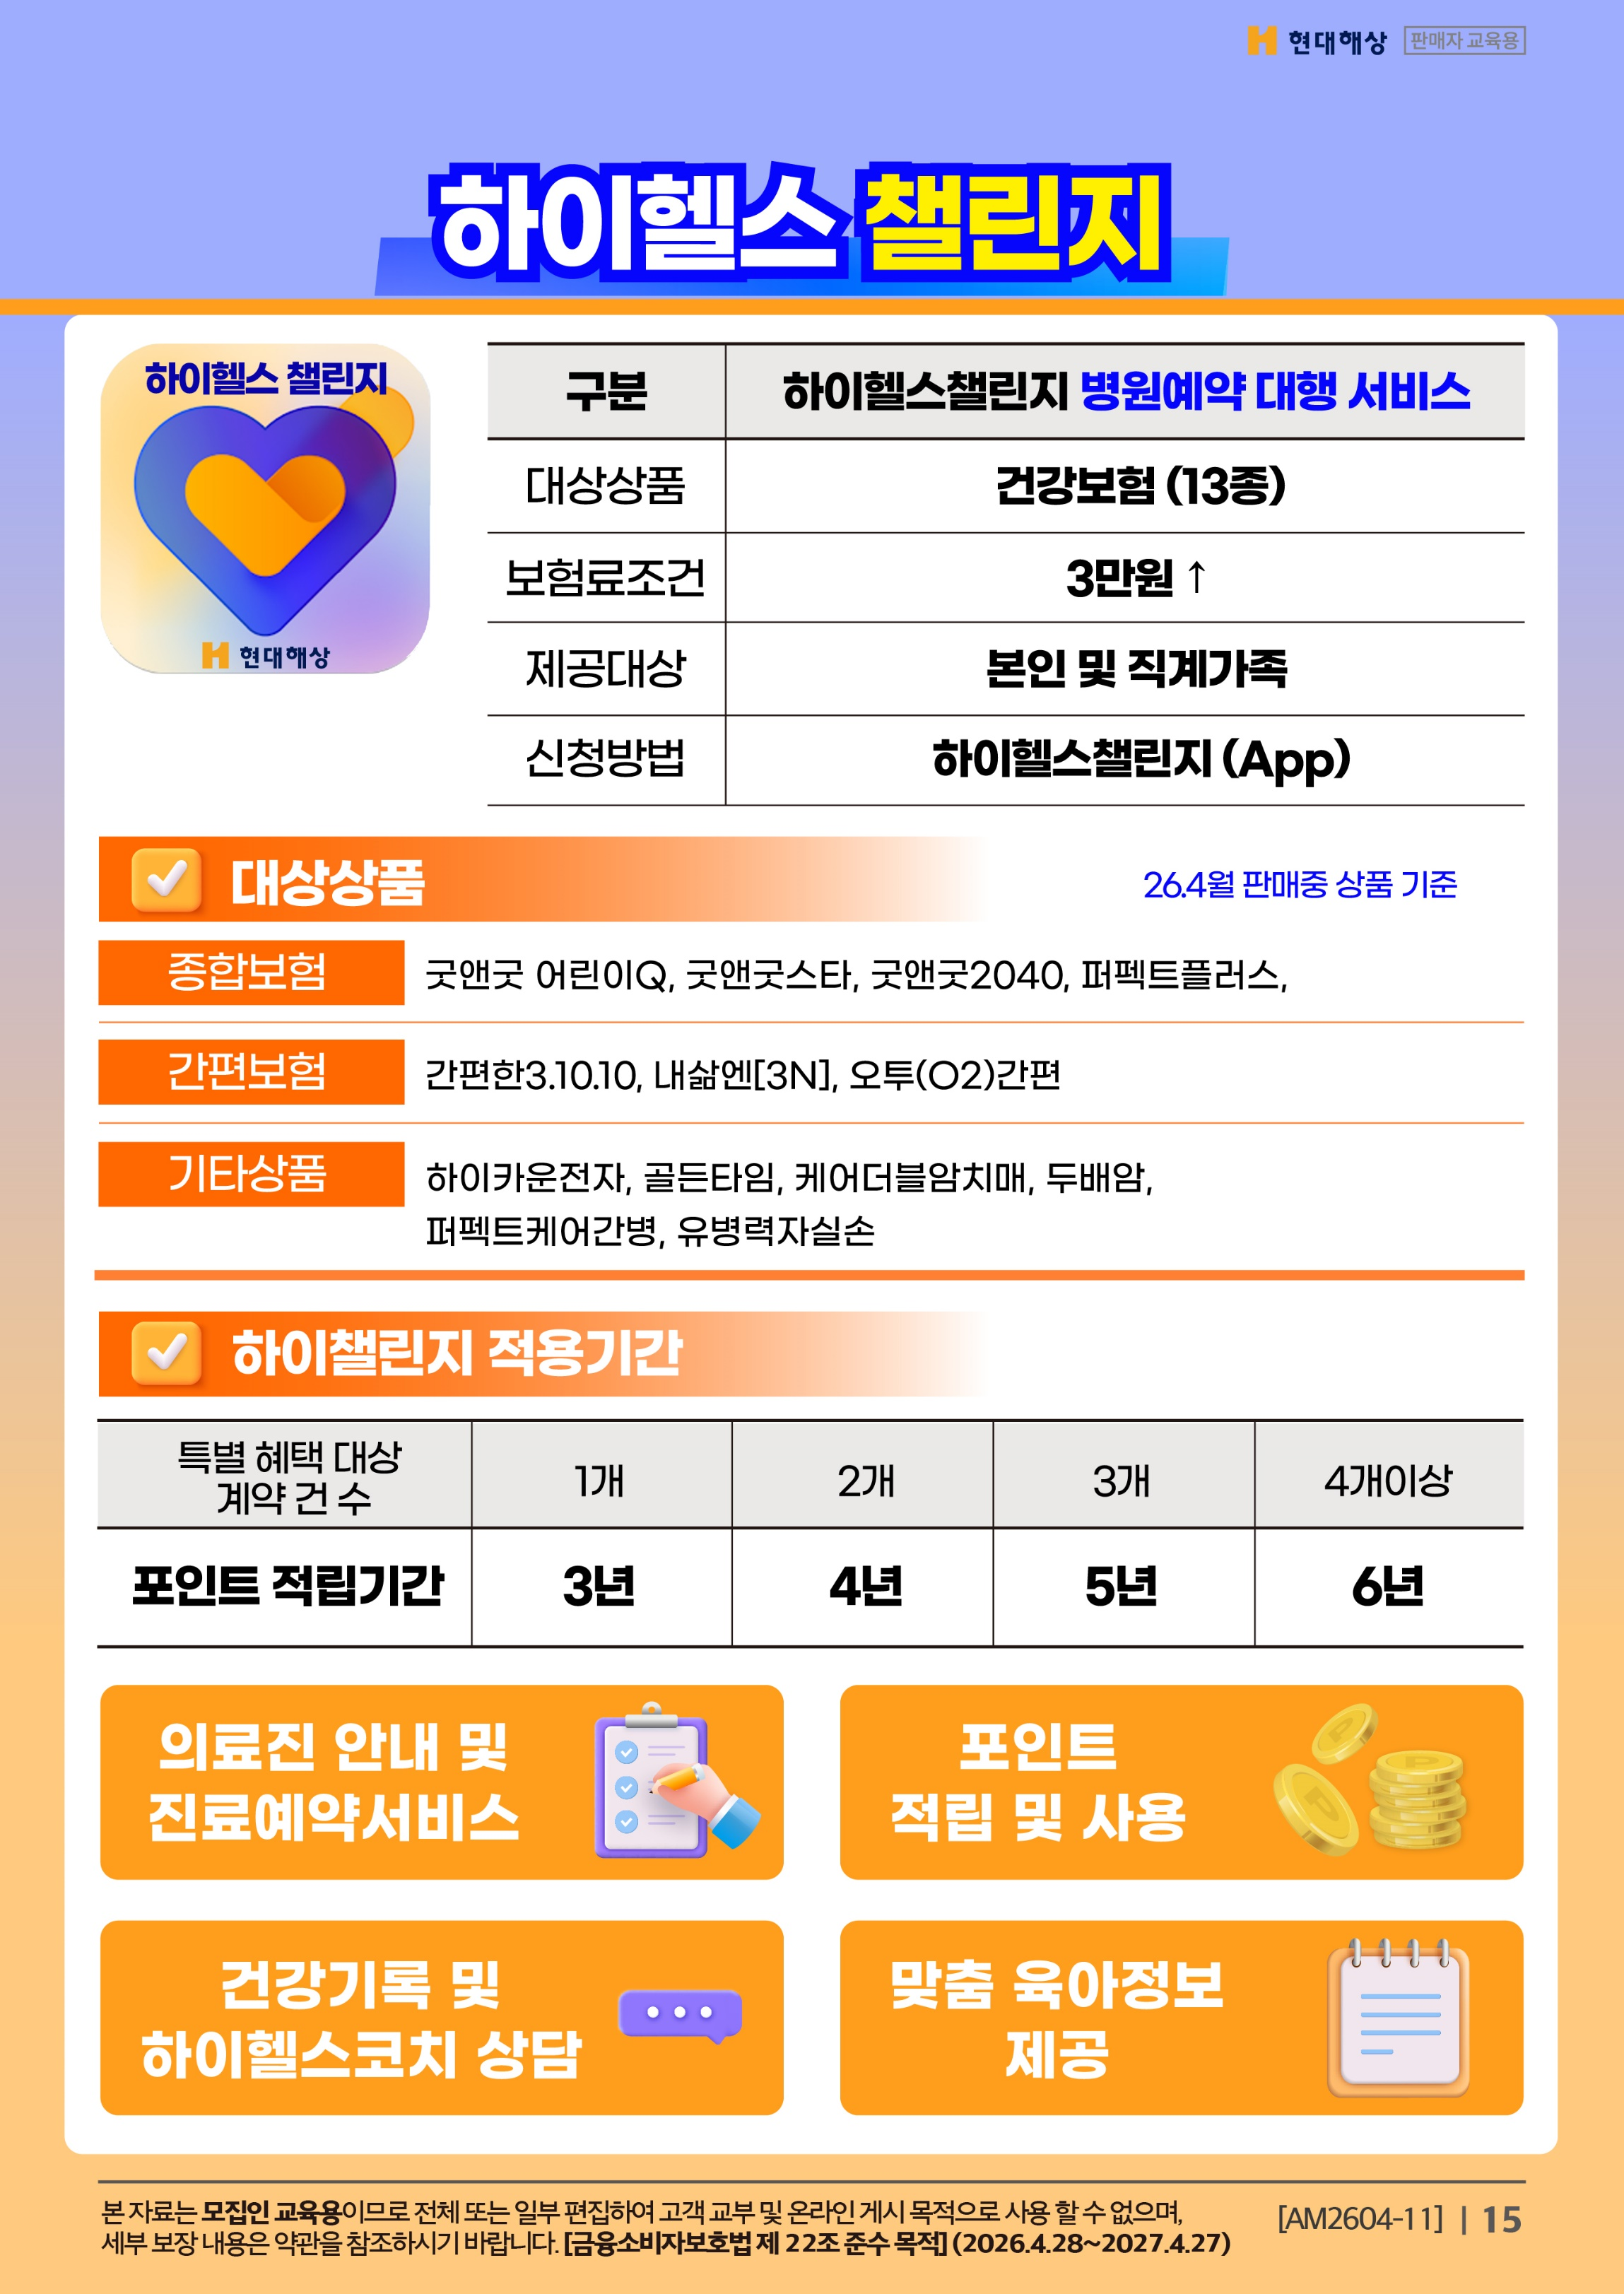 현대해상 판매자 교육용
하이헬스 챌린지
하이헬스 챌린지
현대해상
구분 하이헬스챌린지 병원예약 대행 서비스
대상상품 건강보험 (13종)
보험료조건 3만원 ↑
제공대상 본인 및 직계가족
신청방법 하이헬스챌린지 (App)
대상상품 26.4월 판매중 상품 기준
종합보험 굿앤굿 어린이Q, 굿앤굿스타, 굿앤굿2040, 퍼펙트플러스,
간편보험 간편한3.10.10, 내삶엔[3N], 오투(O2)간편
기타상품 하이카운전자, 골든타임, 케어더블암치매, 두배암,
퍼펙트케어간병, 유병력자실손
하이챌린지 적용기간
특별 혜택 대상
계약 건 수 1개 2개 3개 4개이상
포인트 적립기간 3년 4년 5년 6년
의료진 안내 및
진료예약서비스
포인트
적립 및 사용
건강기록 및
하이헬스코치 상담
맞춤 육아정보
제공
본 자료는 모집인 교육용이므로 전체 또는 일부 편집하여 고객 교부 및 온라인 게시 목적으로 사용 할 수 없으며,
세부 보장 내용은 약관을 참조하시기 바랍니다. [금융소비자보호법 제 22조 준수 목적] (2026.4.28~2027.4.27)
[AM2604-11] | 15